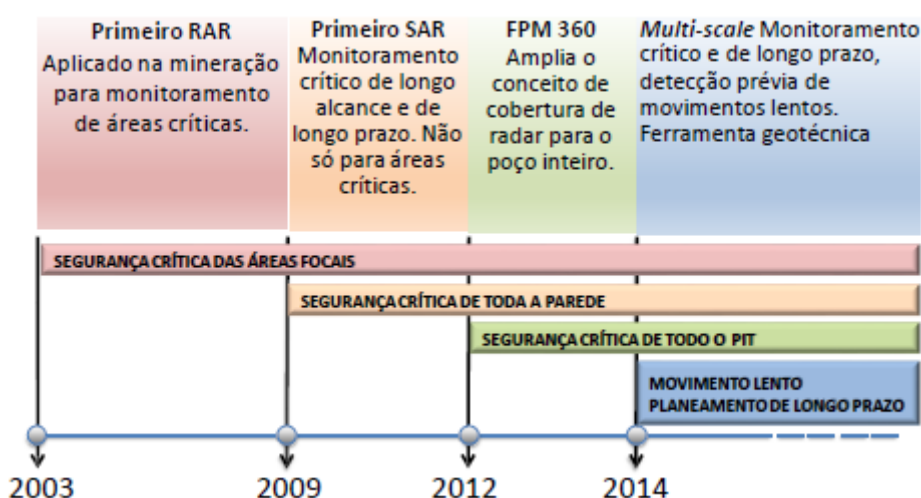 Primeiro RAR
Aplicado na mineração
para monitoramento
de áreas críticas.
Primeiro SAR
Monitoramento
crítico de longo
alcance e de
longo prazo. Não
só para áreas
críticas.
FPM 360
Amplia o
conceito de
cobertura de
radar para o
poço inteiro.
Multi-scale Monitoramento
crítico e de longo prazo,
detecção prévia de
movimentos lentos.
Ferramenta geotécnica
SEGURANÇA CRÍTICA DAS ÁREAS FOCAIS
SEGURANÇA CRÍTICA DE TODA A PAREDE
SEGURANÇA CRÍTICA DE TODO O PIT
MOVIMENTO LENTO
PLANEAMENTO DE LONGO PRAZO
2003
2009
2012
2014